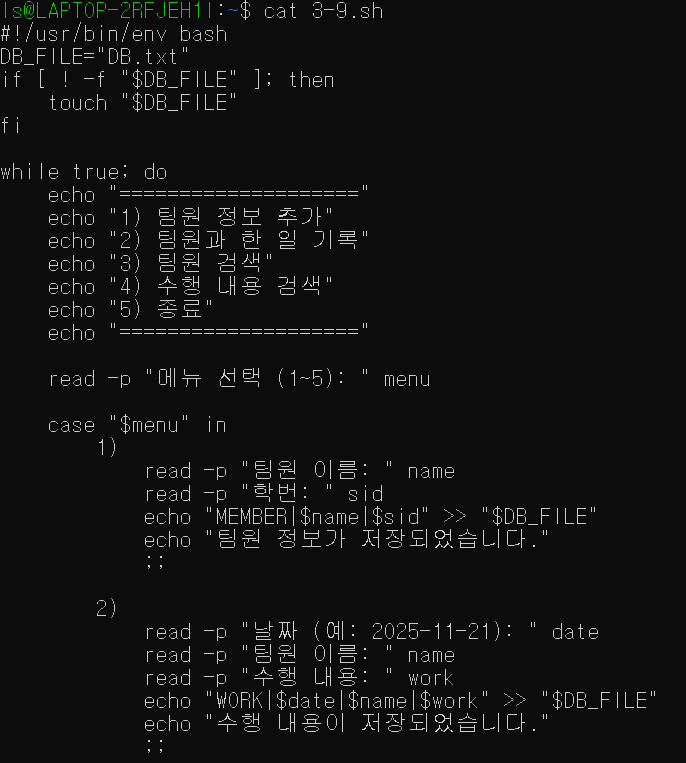 ls@LAPTOP-2RFJEH1l:~$ cat 3-9.sh
#!/usr/bin/env bash
DB_FILE="DB.txt"
if [ ! -f "$DB_FILE" ]; then
    touch "$DB_FILE"
fi

while true; do
    echo "===================="
    echo "1) 팀원 정보 추가"
    echo "2) 팀원과 한 일 기록"
    echo "3) 팀원 검색"
    echo "4) 수행 내용 검색"
    echo "5) 종료"
    echo "===================="

    read -p "메뉴 선택 (1~5): " menu

    case "$menu" in
        1)
            read -p "팀원 이름: " name
            read -p "학번: " sid
            echo "MEMBER|$name|$sid" >> "$DB_FILE"
            echo "팀원 정보가 저장되었습니다."
            ;;

        2)
            read -p "날짜 (예: 2025-11-21): " date
            read -p "팀원 이름: " name
            read -p "수행 내용: " work
            echo "WORK|$date|$name|$work" >> "$DB_FILE"
            echo "수행 내용이 저장되었습니다."
            ;;